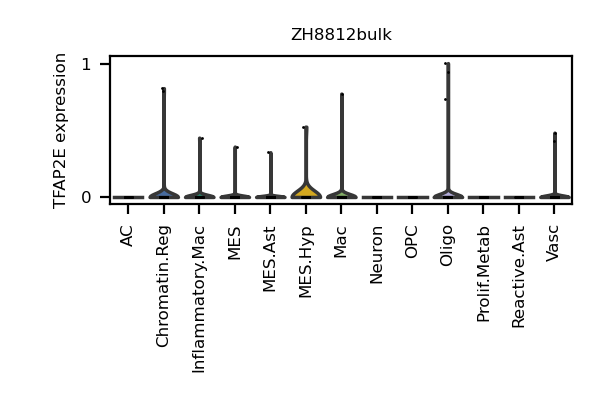 ZH8812bulk
TFAP2E expression
1
0
AC
Chromatin.Reg
Inflammatory.Mac
MES
MES.Ast
MES.Hyp
Mac
Neuron
OPC
Oligo
Prolif.Metab
Reactive.Ast
Vasc